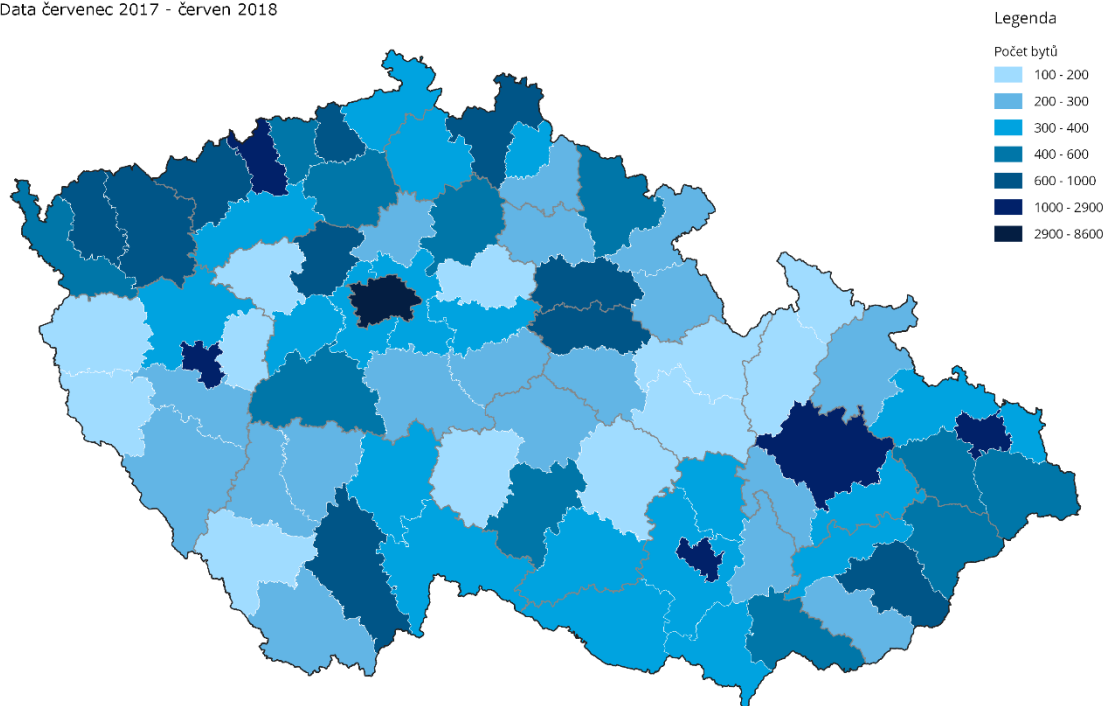 Data červenec 2017 - červen 2018
Legenda
Počet bytů
100 - 200
200 - 300
300 - 400
400 - 600
600 - 1000
1000 - 2900
2900 - 8600